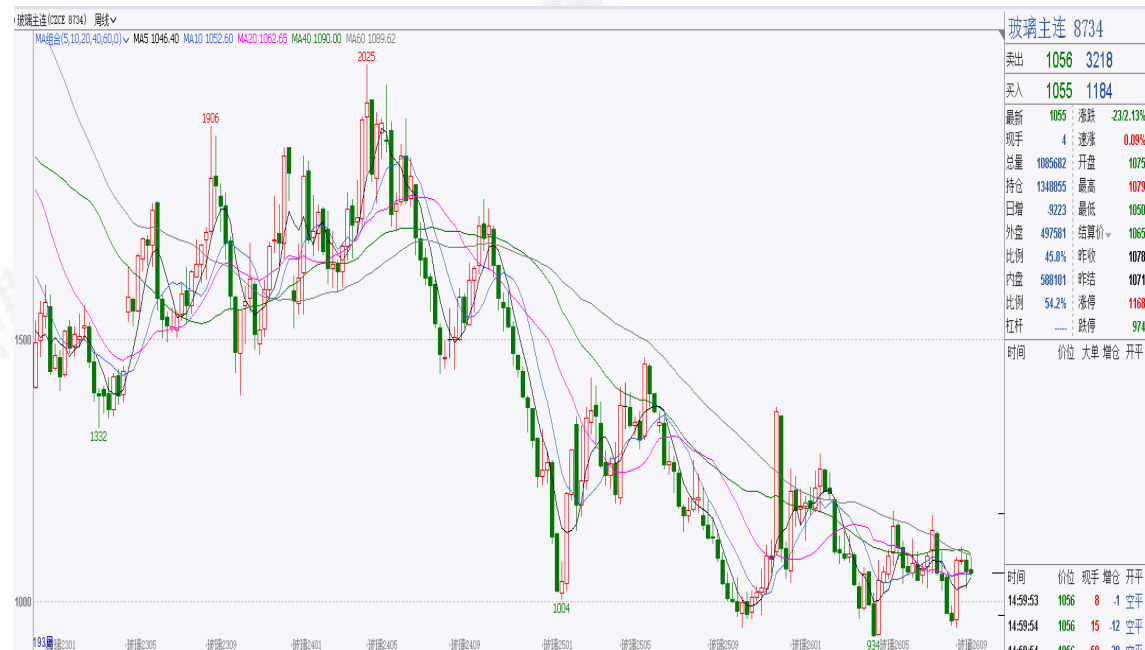 玻璃主连(CZCE 8734) 周线
MA组合(5,10,20,40,60,0) MA5 1046.40 MA10 1052.60 MA20 1062.65 MA40 1090.00 MA60 1089.62
2025
1906
1500
1332
1004
1000
934
193周
玻璃2301 玻璃2305 玻璃2309 玻璃2401 玻璃2405 玻璃2409 玻璃2501 玻璃2505 玻璃2509 玻璃2601 玻璃2605 玻璃2609
玻璃主连 8734
卖出 1056 3218
买入 1055 1184
最新 1055 涨跌 -23/2.13%
现手 4 速涨 0.09%
总量 1085682 开盘 1075
持仓 1348855 最高 1079
日增 -9223 最低 1050
外盘 497581 结算价 1065
比例 45.8% 昨收 1078
内盘 588101 昨结 1071
比例 54.2% 涨停 1168
杠杆 ----- 跌停 974
时间 价位 大单 增仓 开平
时间 价位 现手 增仓 开平
14:59:53 1056 8 -1 空平
14:59:54 1056 15 -12 空平